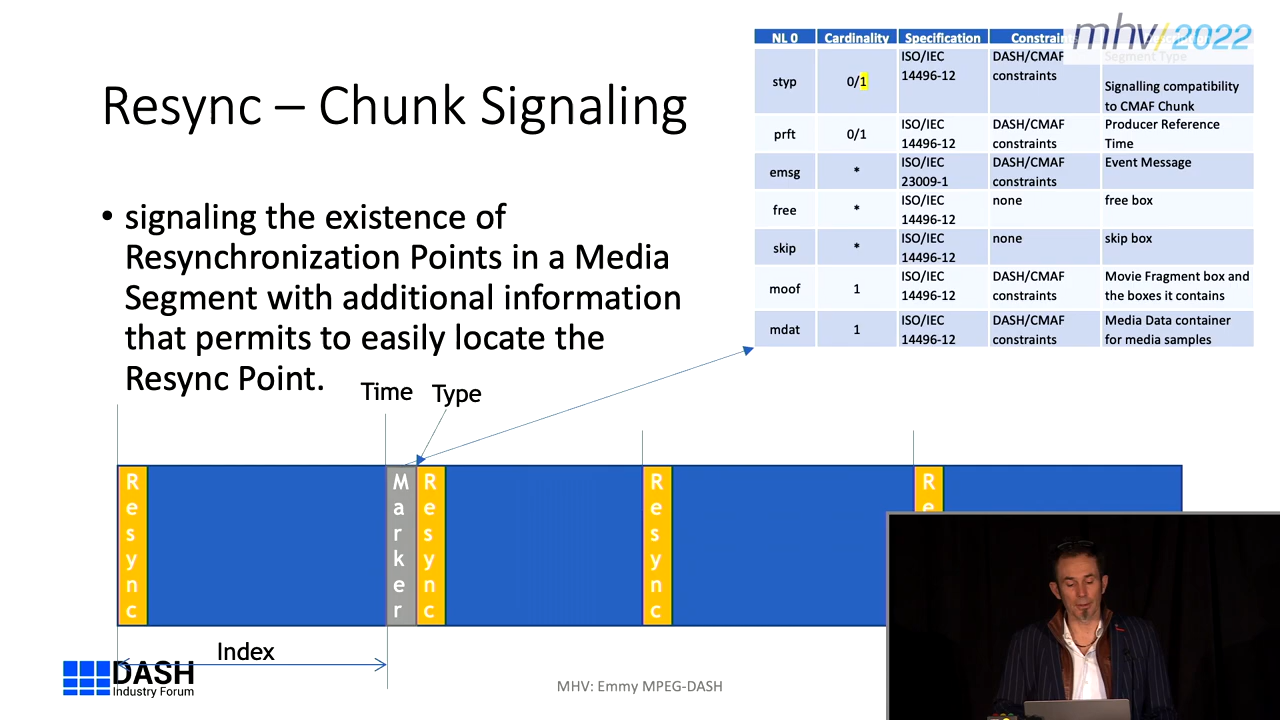 mhv/2022
Resync – Chunk Signaling
• signaling the existence of
Resynchronization Points in a Media
Segment with additional information
that permits to easily locate the
Resync Point.
NL 0 Cardinality Specification Constraints
styp 0/1 ISO/IEC 14496-12 DASH/CMAF constraints Segment Type Signalling compatibility to CMAF Chunk
prft 0/1 ISO/IEC 14496-12 DASH/CMAF constraints Producer Reference Time
emsg * ISO/IEC 23009-1 DASH/CMAF constraints Event Message
free * ISO/IEC 14496-12 none free box
skip * ISO/IEC 14496-12 none skip box
moof 1 ISO/IEC 14496-12 DASH/CMAF constraints Movie Fragment box and the boxes it contains
mdat 1 ISO/IEC 14496-12 DASH/CMAF constraints Media Data container for media samples
Time Type
Resync
Marker
Resync
Resync
Re
Index
DASH
Industry Forum
MHV: Emmy MPEG-DASH